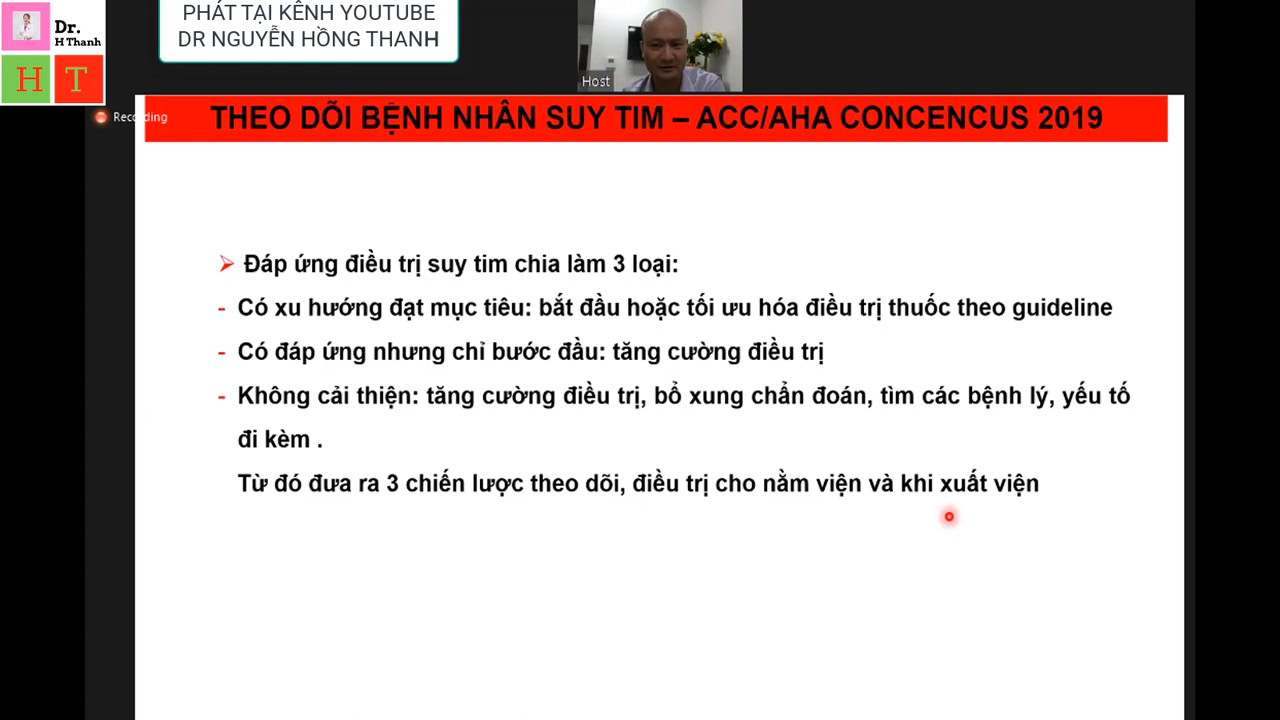 PHÁT TẠI KÊNH YOUTUBE
DR NGUYỄN HỒNG THANH
Dr.
H Thanh
H T
Host
Recording
THEO DÕI BỆNH NHÂN SUY TIM – ACC/AHA CONCENCUS 2019
Đáp ứng điều trị suy tim chia làm 3 loại:
- Có xu hướng đạt mục tiêu: bắt đầu hoặc tối ưu hóa điều trị thuốc theo guideline
- Có đáp ứng nhưng chỉ bước đầu: tăng cường điều trị
- Không cải thiện: tăng cường điều trị, bổ xung chẩn đoán, tìm các bệnh lý, yếu tố
đi kèm .
Từ đó đưa ra 3 chiến lược theo dõi, điều trị cho nằm viện và khi xuất viện